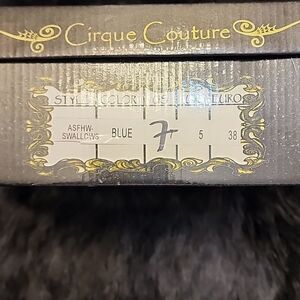 Cirque Couture
STYLE COLOR US UK EURO
ASFHW-
SWALLOWS BLUE 7 5 38